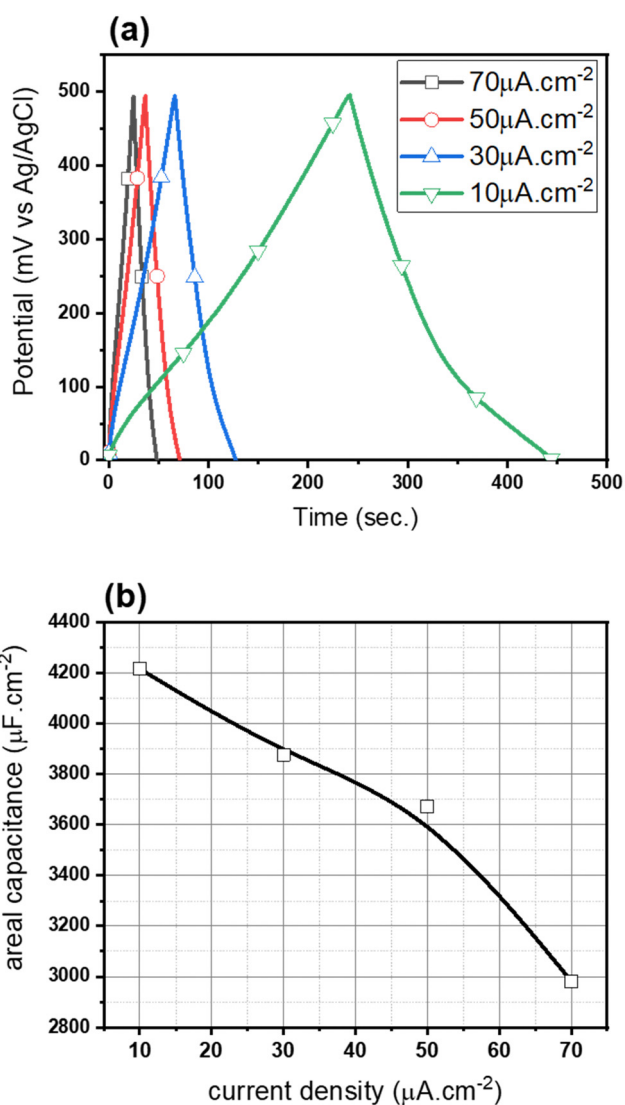 (a)
500
400
300
200
100
0
Potential (mV vs Ag/AgCl)
70μA.cm⁻²
50μA.cm⁻²
30μA.cm⁻²
10μA.cm⁻²
0 100 200 300 400 500
Time (sec.)
(b)
4400
4200
4000
3800
3600
3400
3200
3000
2800
areal capacitance (μF.cm⁻²)
10 20 30 40 50 60 70
current density (μA.cm⁻²)